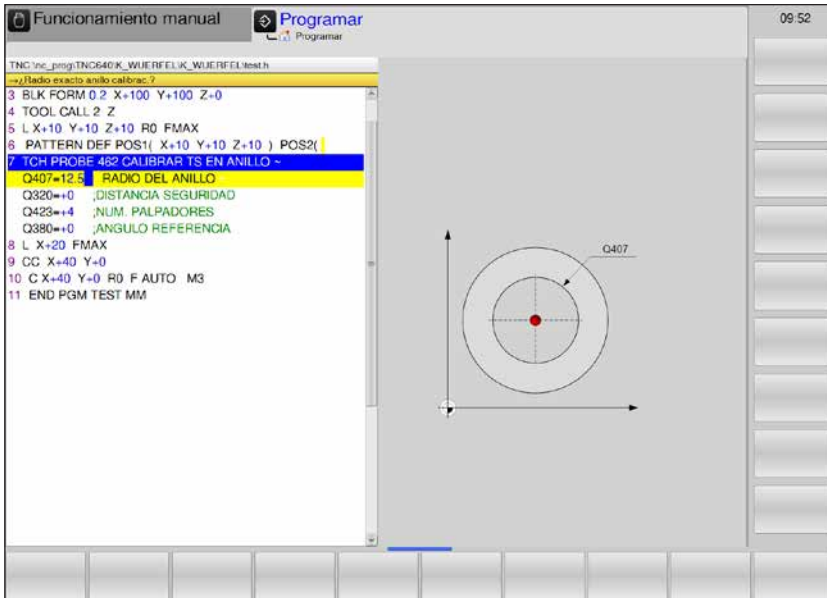 Funcionamiento manual
Programar
Programar
09:52
TNC:\nc_prog\TNC640\K_WUERFEL\K_WUERFEL\test.h
→¿Radio exacto anillo calibrac.?
3 BLK FORM 0.2 X+100 Y+100 Z+0
4 TOOL CALL 2 Z
5 L X+10 Y+10 Z+10 R0 FMAX
6 PATTERN DEF POS1( X+10 Y+10 Z+10 ) POS2(
7 TCH PROBE 462 CALIBRAR TS EN ANILLO ~
Q407=12.5 RADIO DEL ANILLO
Q320=+0 ;DISTANCIA SEGURIDAD
Q423=+4 ;NUM. PALPADORES
Q380=+0 ;ANGULO REFERENCIA
8 L X+20 FMAX
9 CC X+40 Y+0
10 C X+40 Y+0 R0 F AUTO M3
11 END PGM TEST MM
Q407